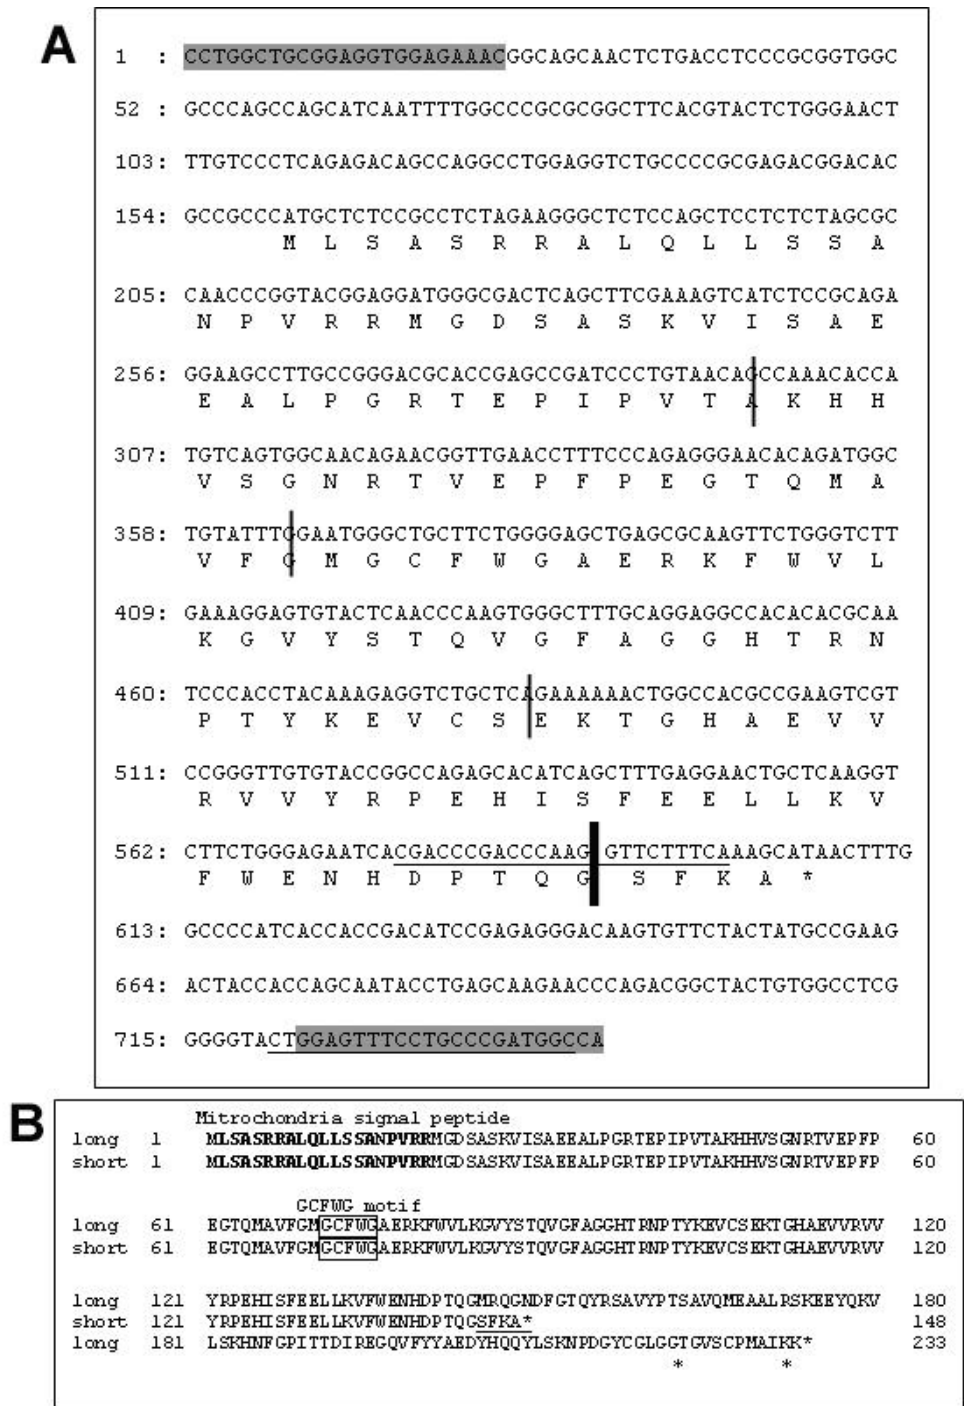 A
1 : CCTGGCTGCGGAGGTGGAGAAACGGCAGCAACTCTGACCTCCCGCGGTGGC
52 : GCCCAGCCAGCATCAATTTTGGCCCGCGCGGCTTCACGTACTCTGGGAACT
103: TTGTCCCTCAGAGACAGCCAGGCCTGGAGGTCTGCCCCGCGAGACGGACAC
154: GCCGCCCATGCTCTCCGCCTCTAGAAGGGCTCTCCAGCTCCTCTCTAGCGC
M L S A S R R A L Q L L S S A
205: CAACCCGGTACGGAGGATGGGCGACTCAGCTTCGAAAGTCATCTCCGCAGA
N P V R R M G D S A S K V I S A E
256: GGAAGCCTTGCCGGGACGCACCGAGCCGATCCCTGTAACAGCCAAACACCA
E A L P G R T E P I P V T A K H H
307: TGTCAGTGGCAACAGAACGGTTGAACCTTTCCCAGAGGGAACACAGATGGC
V S G N R T V E P F P E G T Q M A
358: TGTATTTGGAATGGGCTGCTTCTGGGGAGCTGAGCGCAAGTTCTGGGTCTT
V F G M G C F W G A E R K F W V L
409: GAAAGGAGTGTACTCAACCCAAGTGGGCTTTGCAGGAGGCCACACACGCAA
K G V Y S T Q V G F A G G H T R N
460: TCCCACCTACAAAGAGGTCTGCTCAGAAAAAACTGGCCACGCCGAAGTCGT
P T Y K E V C S E K T G H A E V V
511: CCGGGTTGTGTACCGGCCAGAGCACATCAGCTTTGAGGAACTGCTCAAGGT
R V V Y R P E H I S F E E L L K V
562: CTTCTGGGAGAATCACGACCCGACCCAAG GTTCTTTCAAAGCATAACTTTG
F W E N H D P T Q G S F K A *
613: GCCCCATCACCACCGACATCCGAGAGGGACAAGTGTTCTACTATGCCGAAG
664: ACTACCACCAGCAATACCTGAGCAAGAACCCAGACGGCTACTGTGGCCTCG
715: GGGGTACTGGAGTTTCCTGCCCGATGGCCA
B
Mitrochondria signal peptide
long 1 MLSASRRALQLLSSANPVRRMGDSASKVISAEEALPGRTEPIPVTAKHHVSGNRTVEPFP 60
short 1 MLSASRRALQLLSSANPVRRMGDSASKVISAEEALPGRTEPIPVTAKHHVSGNRTVEPFP 60
GCFWG motif
long 61 EGTQMAVFGMGCFWGAERKFWVLKGVYSTQVGFAGGHTRNPTYKEVCSEKTGHAEVVRVV 120
short 61 EGTQMAVFGMGCFWGAERKFWVLKGVYSTQVGFAGGHTRNPTYKEVCSEKTGHAEVVRVV 120
long 121 YRPEHISFEELLKVFWENHDPTQGMRQGNDFGTQYRSAVYPTSAVQMEAALRSKEEYQKV 180
short 121 YRPEHISFEELLKVFWENHDPTQGSFKA* 148
long 181 LSKHNFGPITTDIREGQVFYYAEDYHQQYLSKNPDGYCGLGGTGVSCPMAIKK* 233
* *